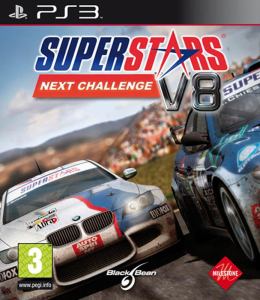 PS3
SUPERSTARS
NEXT CHALLENGE
V8
SUPERSTARS
3
www.pegi.info
Black Bean
MILESTONE